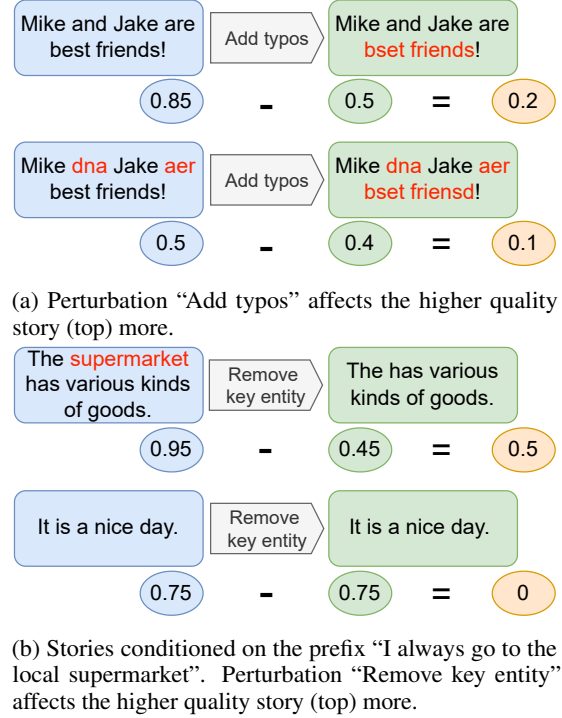 Mike and Jake are
best friends!
Add typos
Mike and Jake are
bset friends!
0.85 - 0.5 = 0.2
Mike dna Jake aer
best friends!
Add typos
Mike dna Jake aer
bset friensd!
0.5 - 0.4 = 0.1
(a) Perturbation “Add typos” affects the higher quality
story (top) more.
The supermarket
has various kinds
of goods.
Remove
key entity
The has various
kinds of goods.
0.95 - 0.45 = 0.5
It is a nice day.
Remove
key entity
It is a nice day.
0.75 - 0.75 = 0
(b) Stories conditioned on the prefix “I always go to the
local supermarket”. Perturbation “Remove key entity”
affects the higher quality story (top) more.